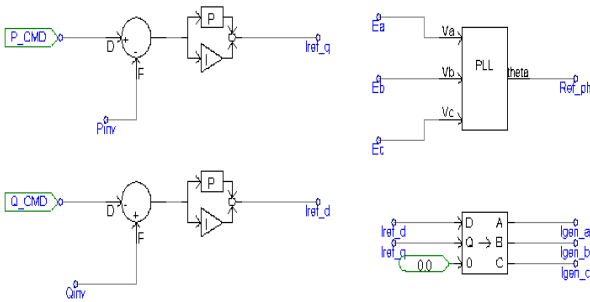 P_CMD
D
+
-
F
P
I
Iref_q
Pinv
Q_CMD
D
-
+
F
P
I
Iref_d
Qinv
Ea
Va
Eb
Vb
PLL
theta
Ref_ph
Ec
Vc
Iref_d
D A
Igen_a
Iref_q
Q → B
Igen_b
0.0
0 C
Igen_c